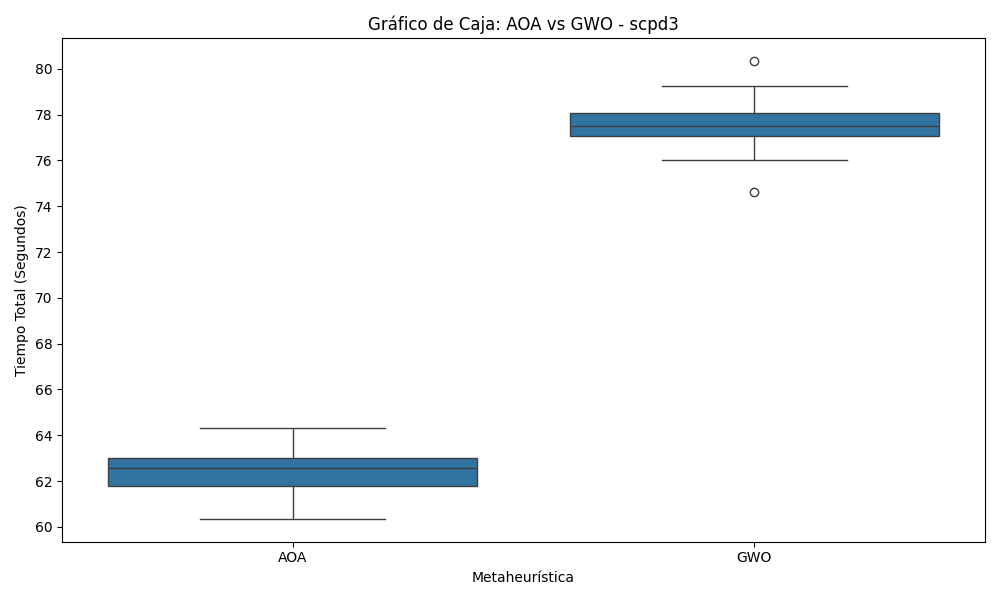 Gráfico de Caja: AOA vs GWO - scpd3
Tiempo Total (Segundos)
80
78
76
74
72
70
68
66
64
62
60
AOA
GWO
Metaheurística